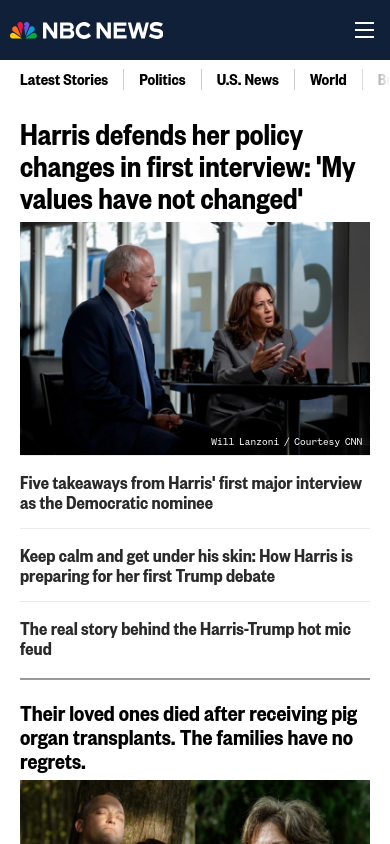 NBC NEWS
Latest Stories
Politics
U.S. News
World
Harris defends her policy
changes in first interview: 'My
values have not changed'
CAFE
Will Lanzoni / Courtesy CNN
Five takeaways from Harris' first major interview
as the Democratic nominee
Keep calm and get under his skin: How Harris is
preparing for her first Trump debate
The real story behind the Harris-Trump hot mic
feud
Their loved ones died after receiving pig
organ transplants. The families have no
regrets.